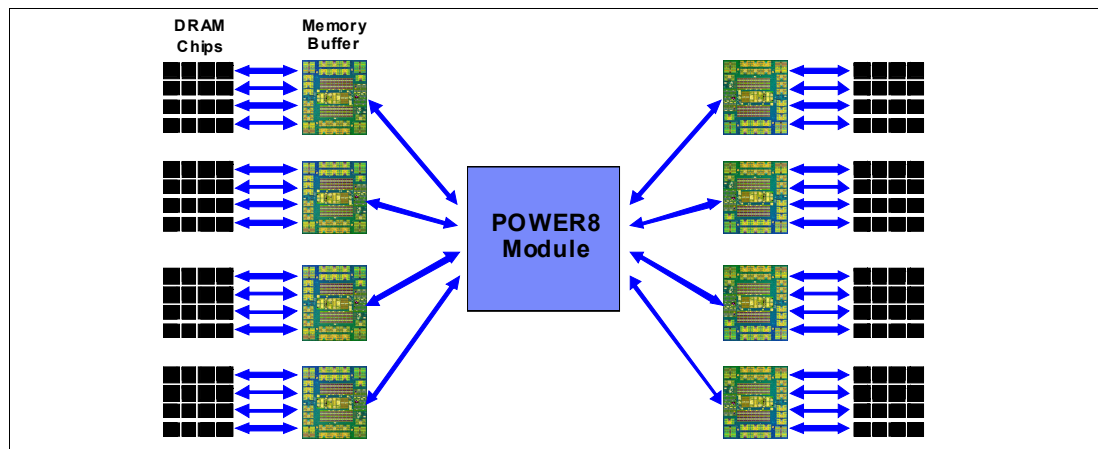 DRAM
Chips
Memory
Buffer
POWER8
Module